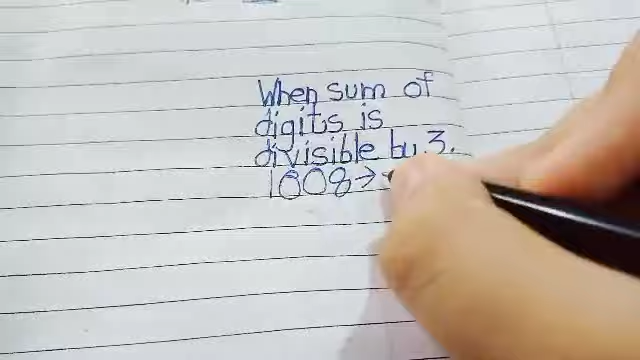 When sum of
digits is
divisible by 3.
1008→